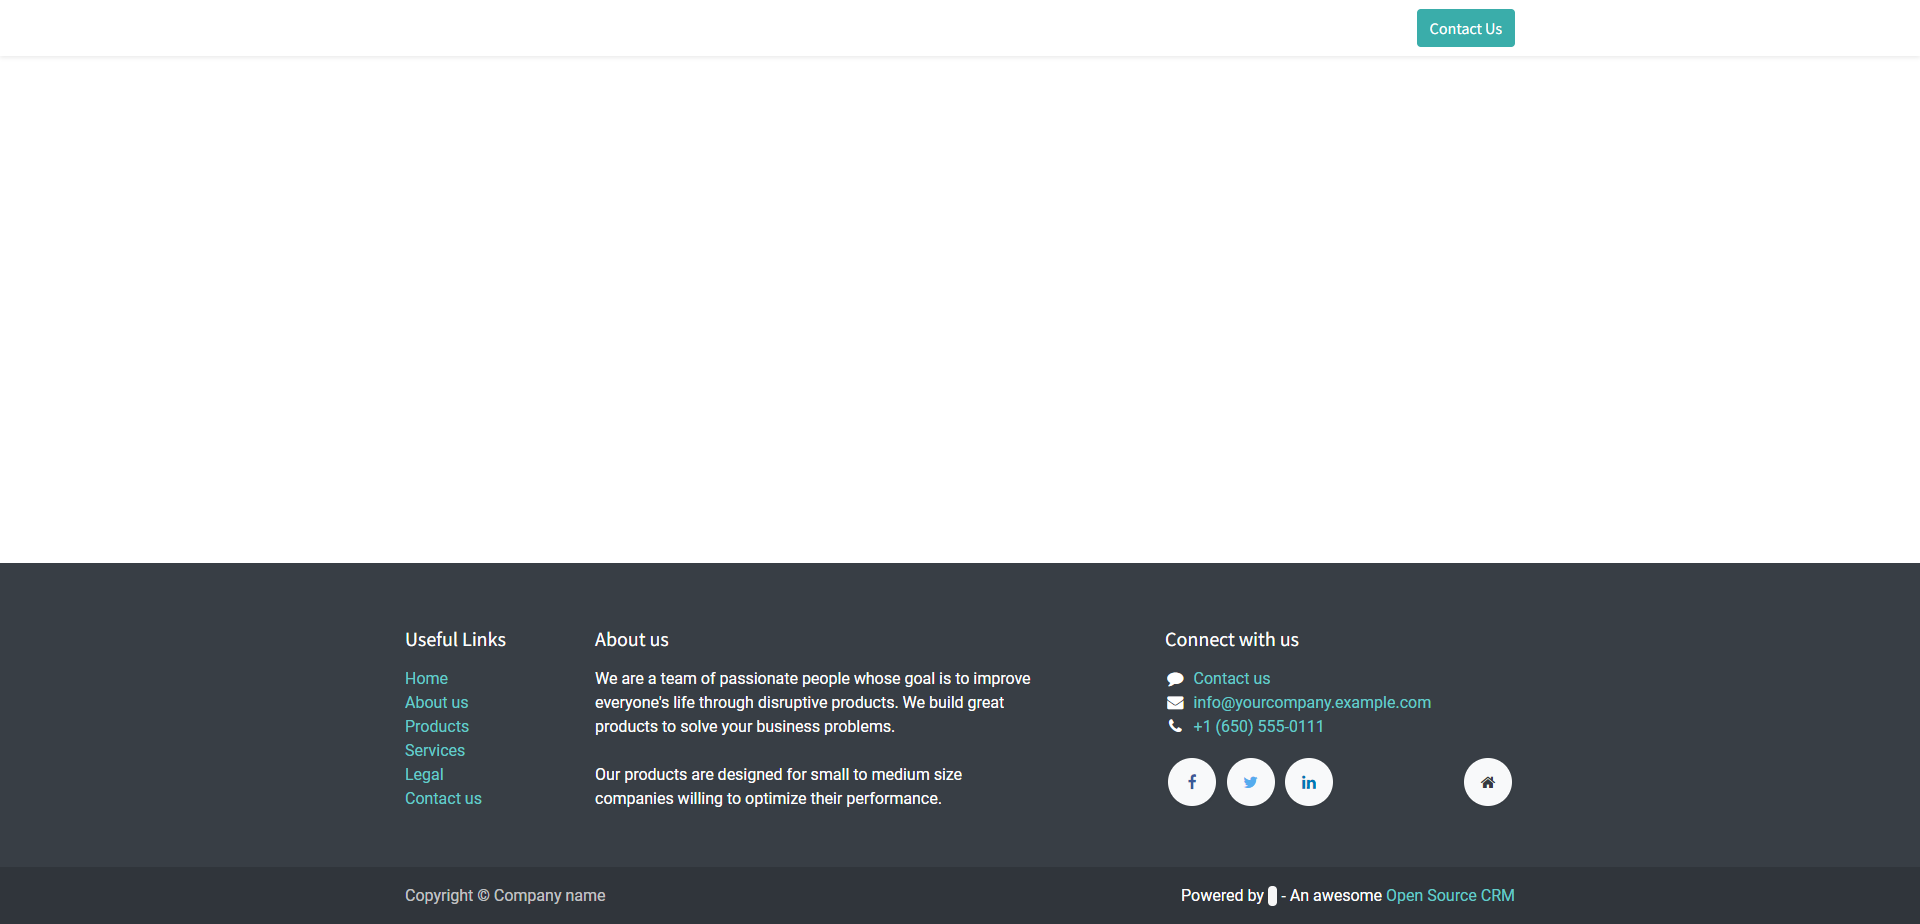 Contact Us
Useful Links
Home
About us
Products
Services
Legal
Contact us
About us
We are a team of passionate people whose goal is to improve
everyone's life through disruptive products. We build great
products to solve your business problems.
Our products are designed for small to medium size
companies willing to optimize their performance.
Connect with us
Contact us
info@yourcompany.example.com
+1 (650) 555-0111
Copyright © Company name
Powered by - An awesome Open Source CRM